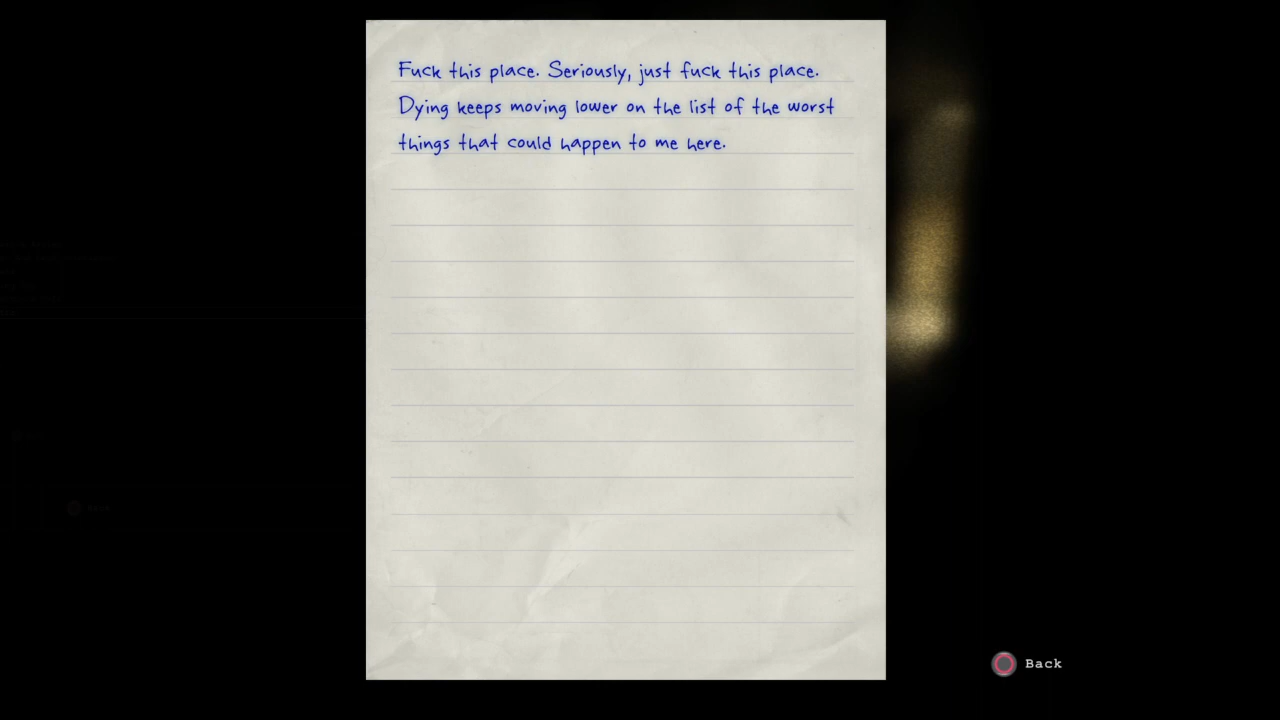 Fuck this place. Seriously, just fuck this place.
Dying keeps moving lower on the list of the worst
things that could happen to me here.
Back